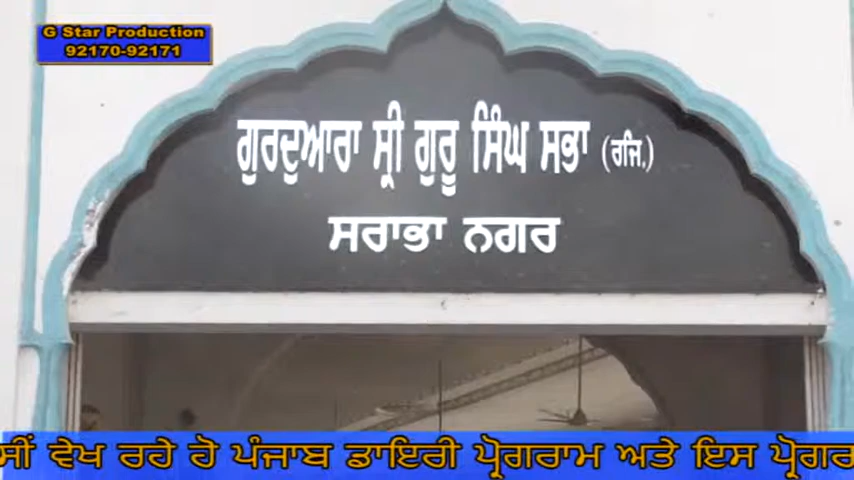 G Star Production
92170-92171
ਗੁਰਦੁਆਰਾ ਸ੍ਰੀ ਗੁਰੂ ਸਿੰਘ ਸਭਾ (ਰਜਿ.)
ਸਰਾਭਾ ਨਗਰ
ਵੇਖ ਰਹੇ ਹੋ ਪੰਜਾਬ ਡਾਇਰੀ ਪ੍ਰੋਗਰਾਮ ਅਤੇ ਇਸ